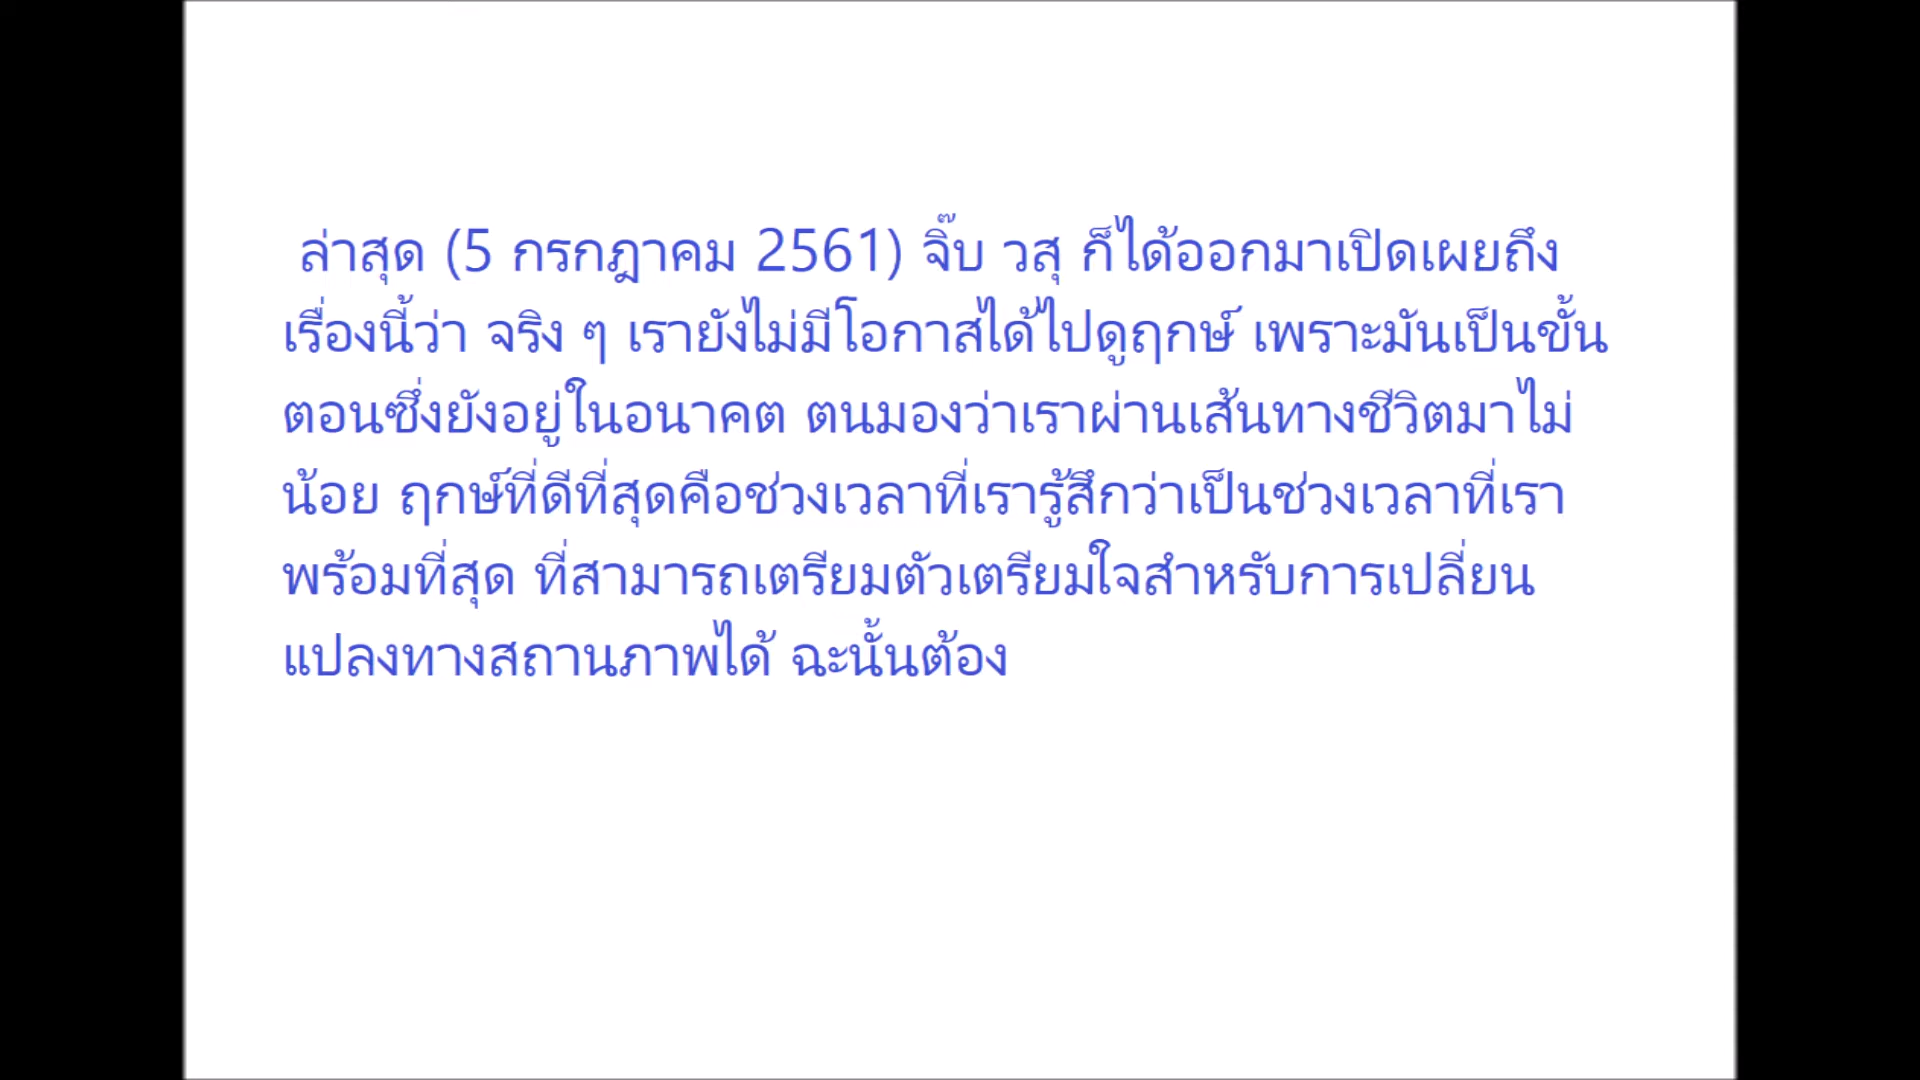 ล่าสุด (5 กรกฎาคม 2561) จิ๊บ วสุ ก็ได้ออกมาเปิดเผยถึง
เรื่องนี้ว่า จริง ๆ เรายังไม่มีโอกาสได้ไปดูฤกษ์ เพราะมันเป็นขั้น
ตอนซึ่งยังอยู่ในอนาคต ตนมองว่าเราผ่านเส้นทางชีวิตมาไม่
น้อย ฤกษ์ที่ดีที่สุดคือช่วงเวลาที่เรารู้สึกว่าเป็นช่วงเวลาที่เรา
พร้อมที่สุด ที่สามารถเตรียมตัวเตรียมใจสำหรับการเปลี่ยน
แปลงทางสถานภาพได้ ฉะนั้นต้อง